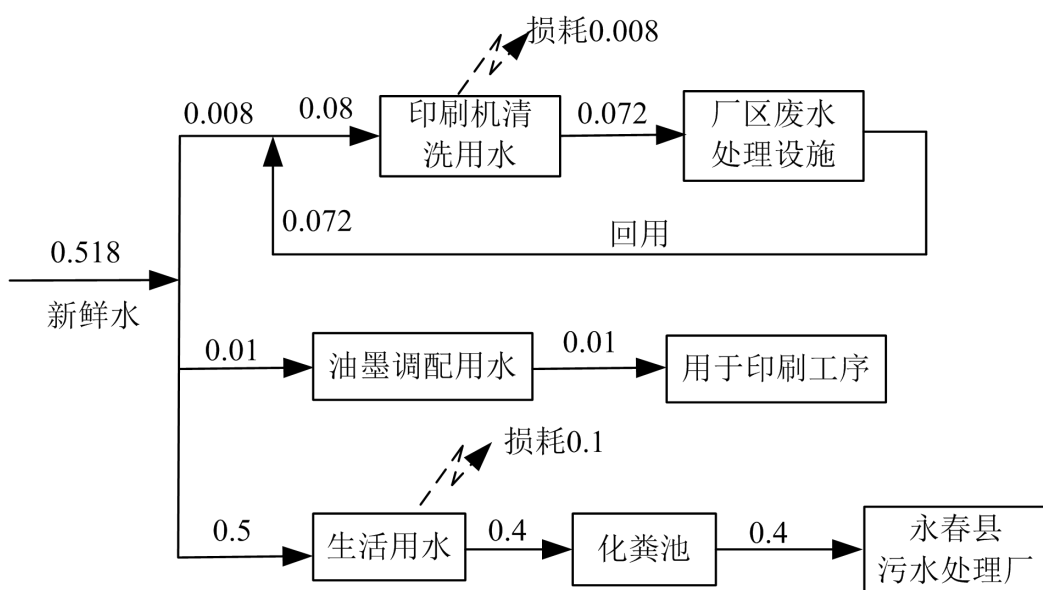 损耗0.008
0.008
0.08
印刷机清
洗用水
0.072
厂区废水
处理设施
0.072
回用
0.518
新鲜水
0.01
油墨调配用水
0.01
用于印刷工序
损耗0.1
0.5
生活用水
0.4
化粪池
0.4
永春县
污水处理厂